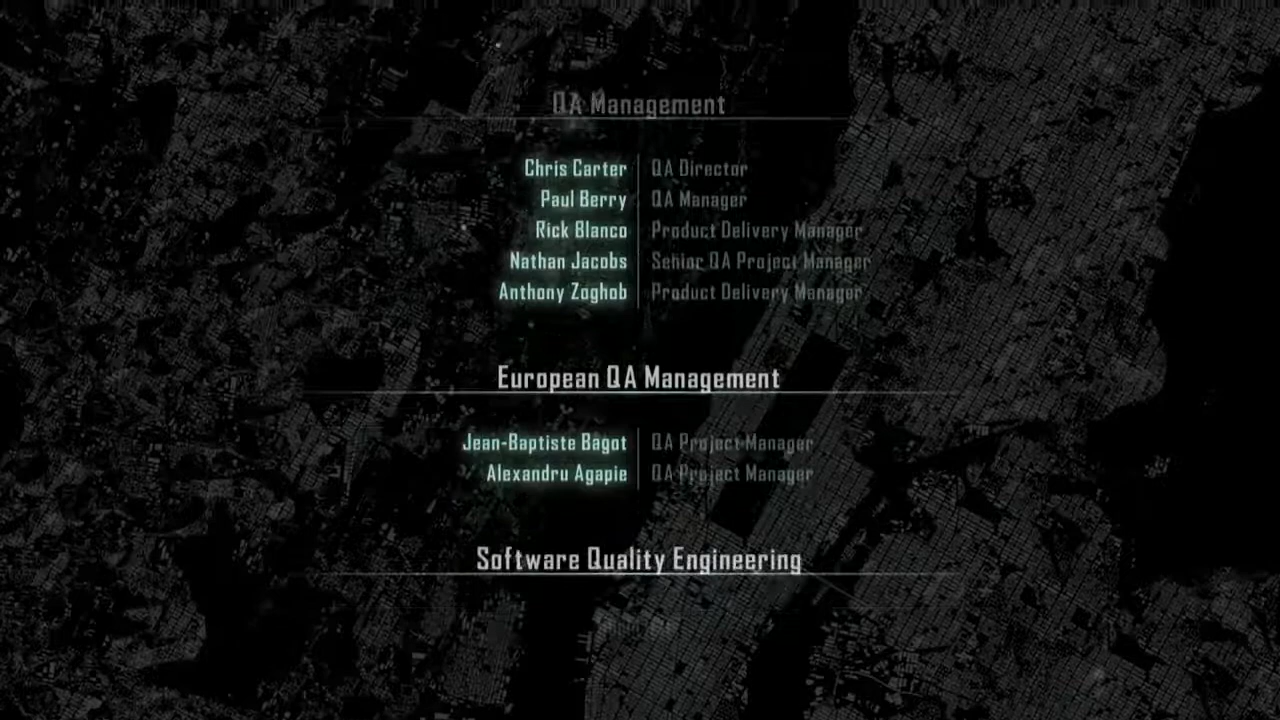 QA Management
Chris Carter QA Director
Paul Berry QA Manager
Rick Blanco Product Delivery Manager
Nathan Jacobs Senior QA Project Manager
Anthony Zoghob Product Delivery Manager
European QA Management
Jean-Baptiste Bagot QA Project Manager
Alexandru Agapie QA Project Manager
Software Quality Engineering